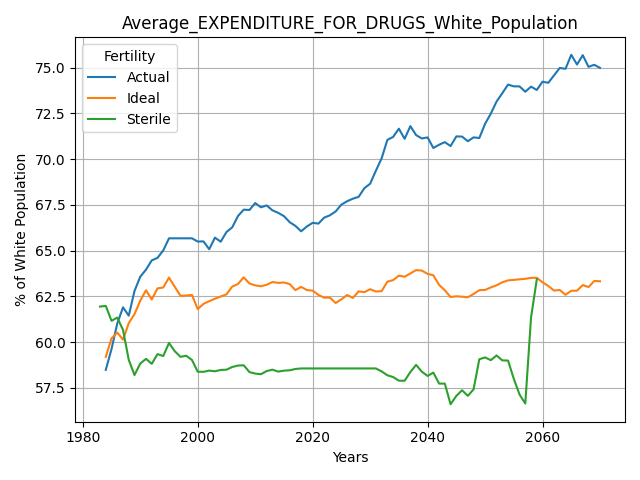 Average_EXPENDITURE_FOR_DRUGS_White_Population
Fertility
Actual
Ideal
Sterile
75.0
72.5
70.0
67.5
65.0
62.5
60.0
57.5
% of White Population
1980
2000
2020
2040
2060
Years